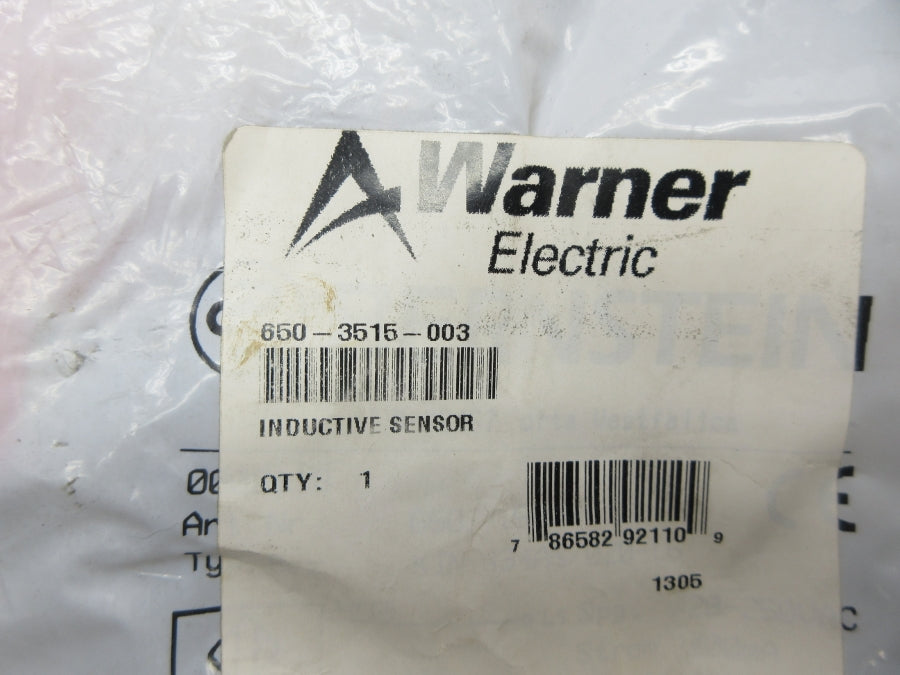 Warner
Electric
650-3515-003
INDUCTIVE SENSOR
QTY: 1
7 86582 92110 9
1305